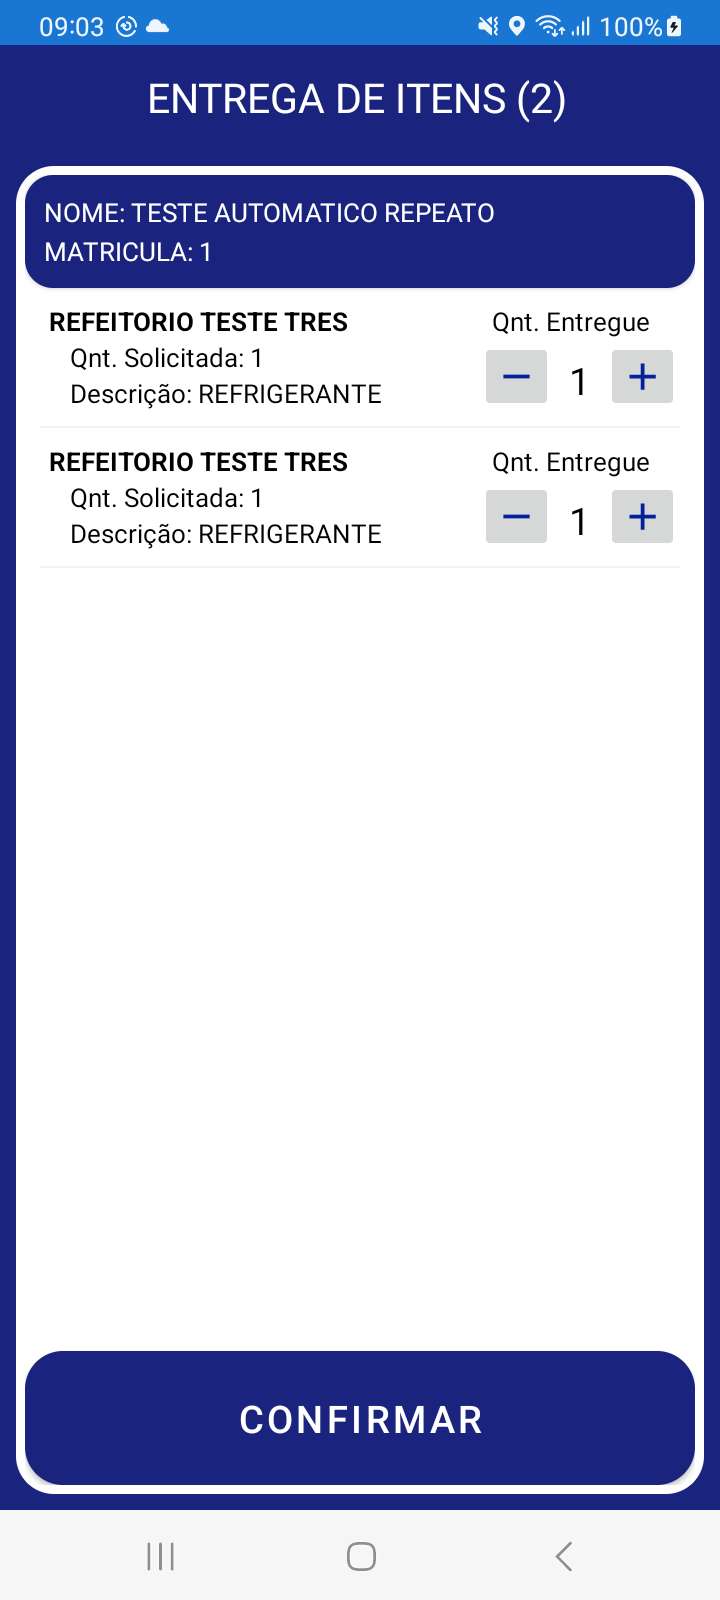 09:03 100%
ENTREGA DE ITENS (2)
NOME: TESTE AUTOMATICO REPEATO
MATRICULA: 1
REFEITORIO TESTE TRES Qnt. Entregue
Qnt. Solicitada: 1
Descrição: REFRIGERANTE
— 1 +
REFEITORIO TESTE TRES Qnt. Entregue
Qnt. Solicitada: 1
Descrição: REFRIGERANTE
— 1 +
CONFIRMAR